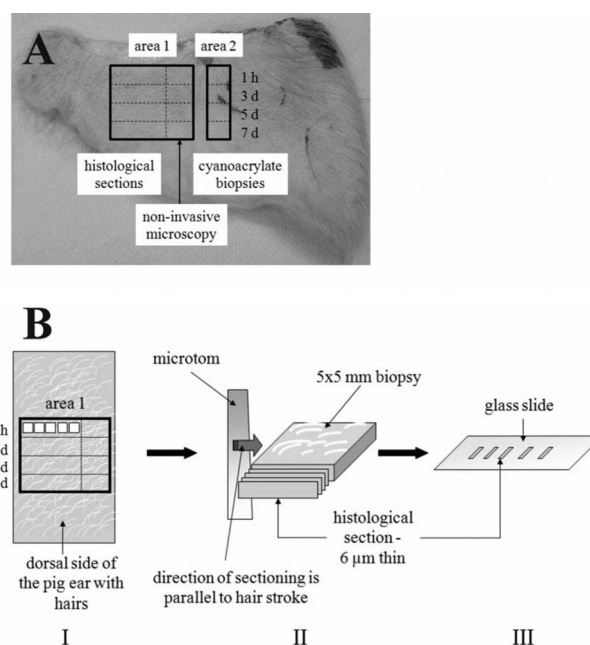 A
area 1
area 2
1 h
3 d
5 d
7 d
histological
sections
cyanoacrylate
biopsies
non-invasive
microscopy
B
area 1
h
d
d
d
dorsal side of
the pig ear with
hairs
I
microtom
5x5 mm biopsy
direction of sectioning is
parallel to hair stroke
histological
section -
6 µm thin
II
glass slide
III